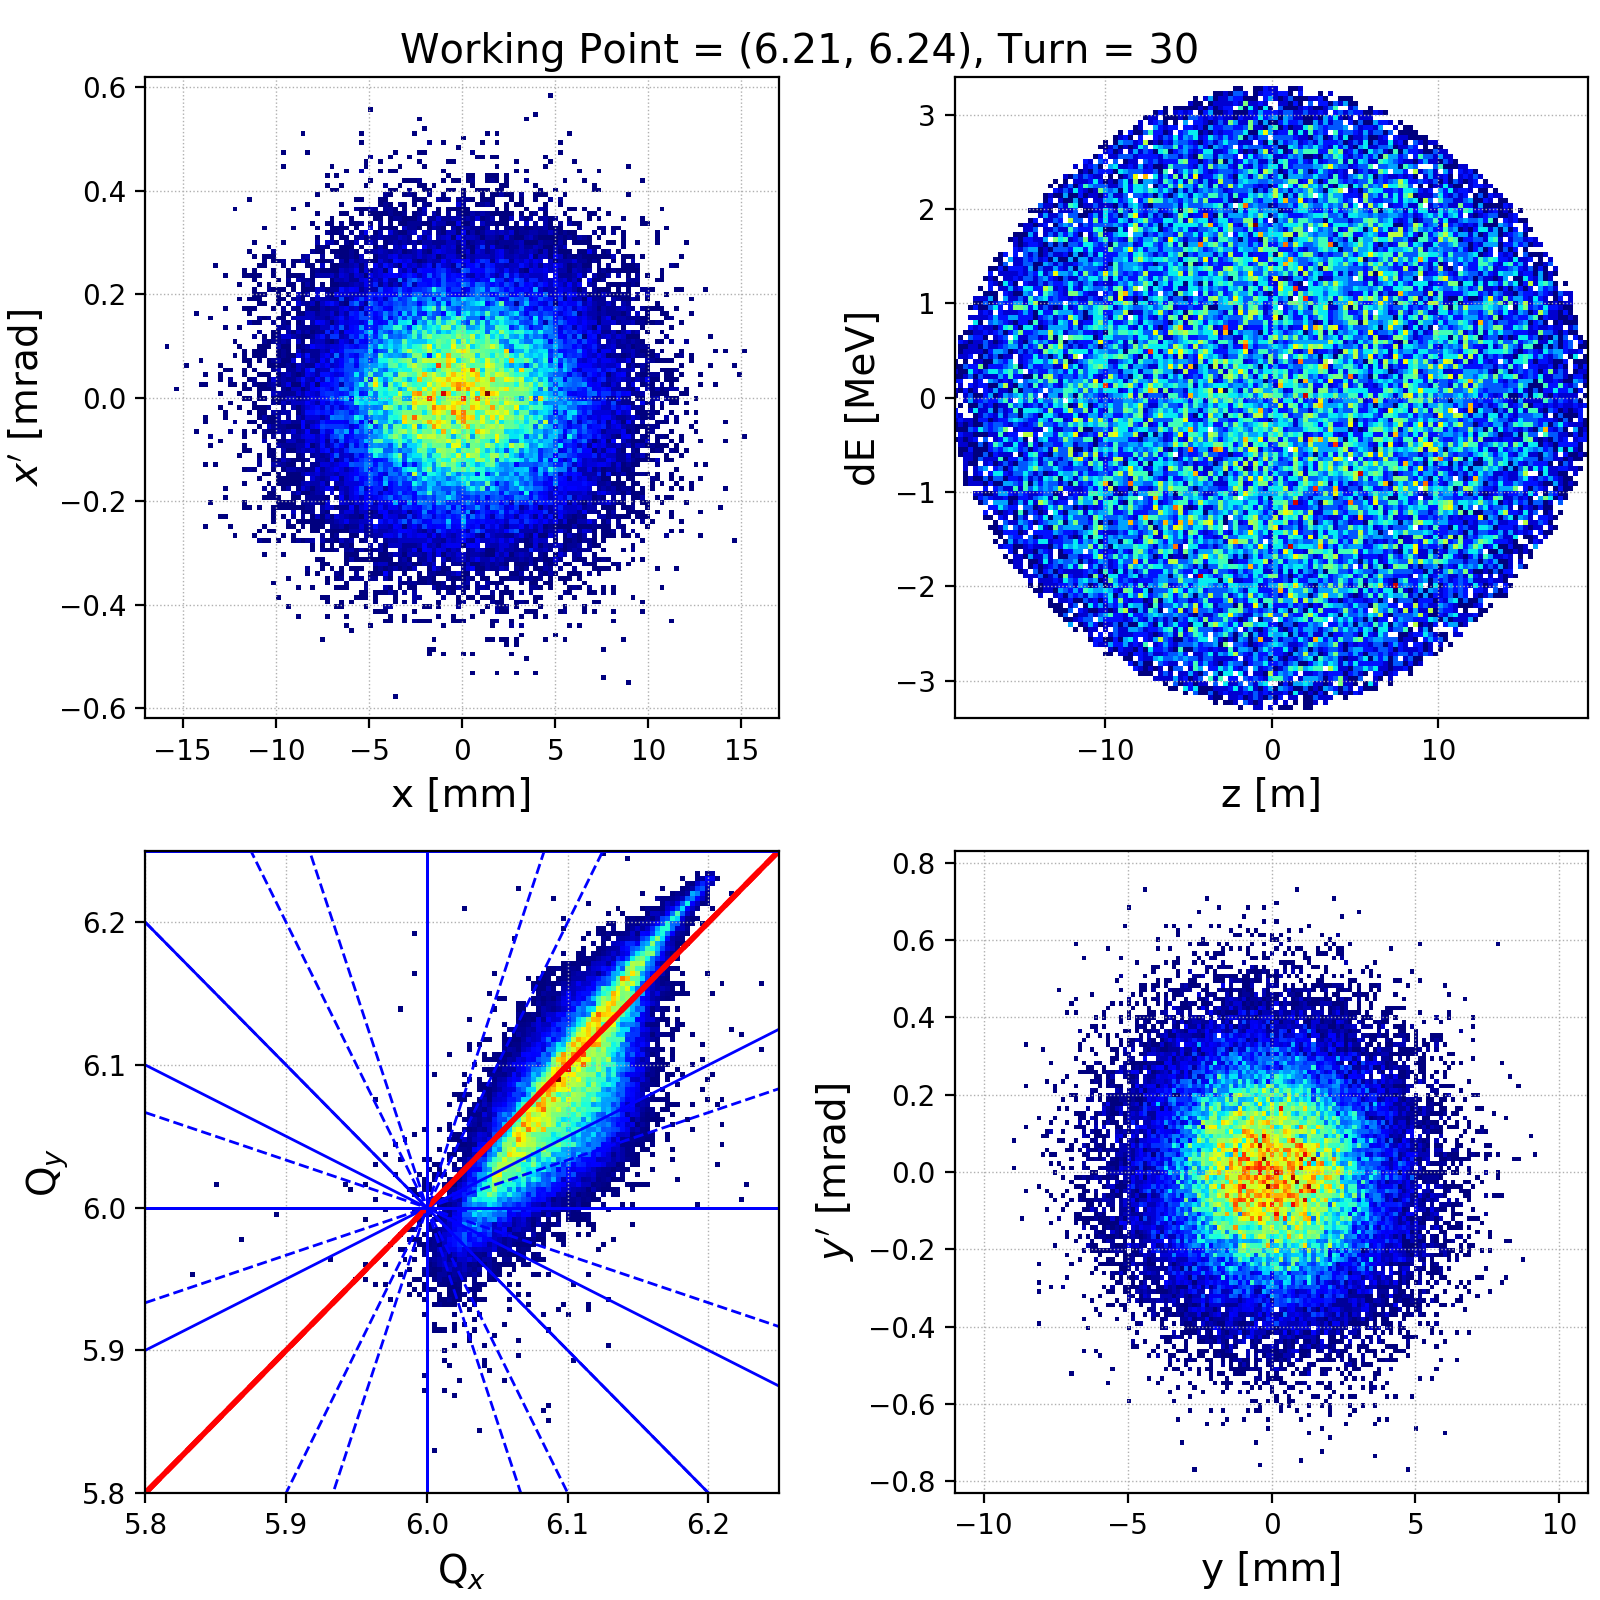 Working Point = (6.21, 6.24), Turn = 30
0.6
0.4
0.2
0.0
−0.2
−0.4
−0.6
x′ [mrad]
−15 −10 −5 0 5 10 15
x [mm]
3
2
1
0
−1
−2
−3
dE [MeV]
−10 0 10
z [m]
6.2
6.1
6.0
5.9
5.8
Qy
5.8 5.9 6.0 6.1 6.2
Qx
0.8
0.6
0.4
0.2
0.0
−0.2
−0.4
−0.6
−0.8
y′ [mrad]
−10 −5 0 5 10
y [mm]